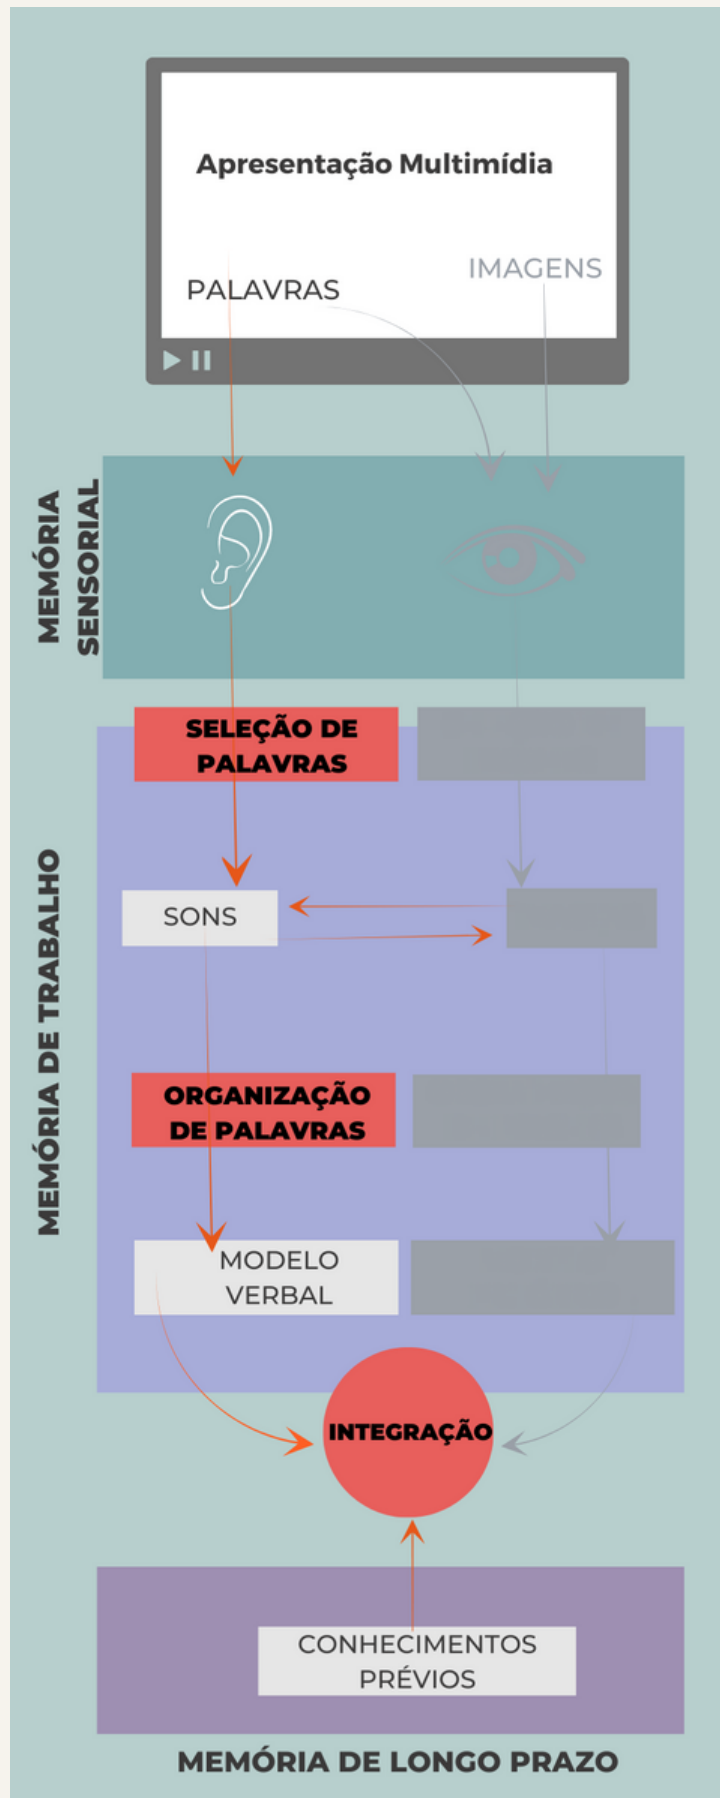 Apresentação Multimídia
PALAVRAS
IMAGENS
MEMÓRIA
SENSORIAL
SELEÇÃO DE
PALAVRAS
MEMÓRIA DE TRABALHO
SONS
ORGANIZAÇÃO
DE PALAVRAS
MODELO
VERBAL
INTEGRAÇÃO
CONHECIMENTOS
PRÉVIOS
MEMÓRIA DE LONGO PRAZO